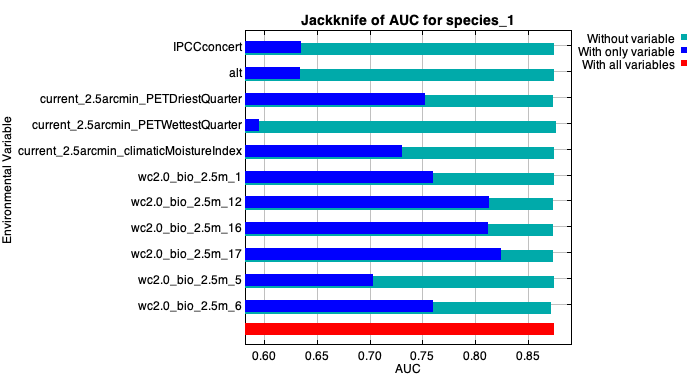 Jackknife of AUC for species_1
Without variable
With only variable
With all variables
Environmental Variable
IPCCconcert
alt
current_2.5arcmin_PETDriestQuarter
current_2.5arcmin_PETWettestQuarter
current_2.5arcmin_climaticMoistureIndex
wc2.0_bio_2.5m_1
wc2.0_bio_2.5m_12
wc2.0_bio_2.5m_16
wc2.0_bio_2.5m_17
wc2.0_bio_2.5m_5
wc2.0_bio_2.5m_6
0.60 0.65 0.70 0.75 0.80 0.85
AUC